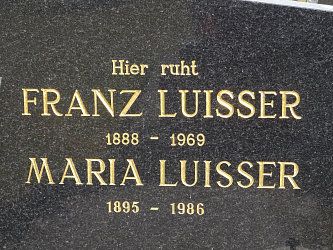 Hier ruht
FRANZ LUISSER
1888 - 1969
MARIA LUISSER
1895 - 1986